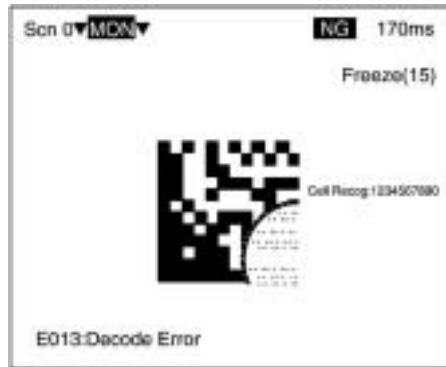 Scn 0▼MON▼ NG 170ms
Freeze(15)
Cell Recog:1234567890
E013:Decode Error